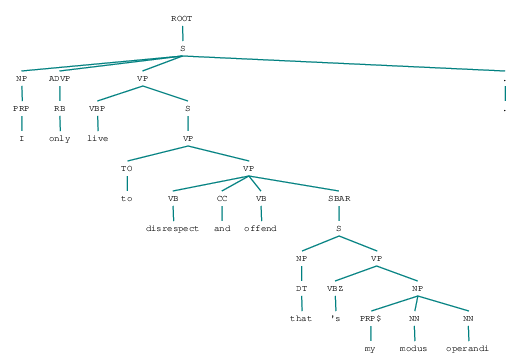 ROOT
S
NP ADVP VP .
PRP RB VBP S .
I only live VP
TO VP
to VB CC VB SBAR
disrespect and offend S
NP VP
DT VBZ NP
that 's PRP$ NN NN
my modus operandi